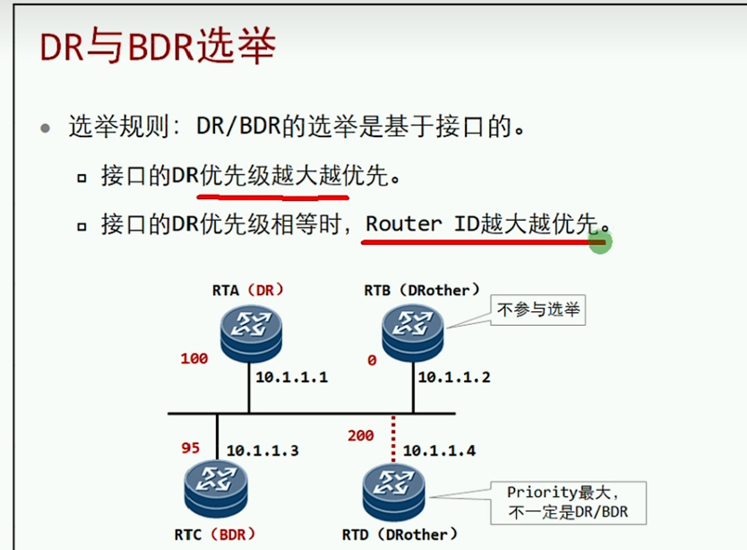 DR与BDR选举
选举规则：DR/BDR的选举是基于接口的。
接口的DR优先级越大越优先。
接口的DR优先级相等时，Router ID越大越优先。
RTA（DR）
RTB（DRother）
不参与选举
100
0
10.1.1.1
10.1.1.2
95
10.1.1.3
200
10.1.1.4
Priority最大，
不一定是DR/BDR
RTC（BDR）
RTD（DRother）